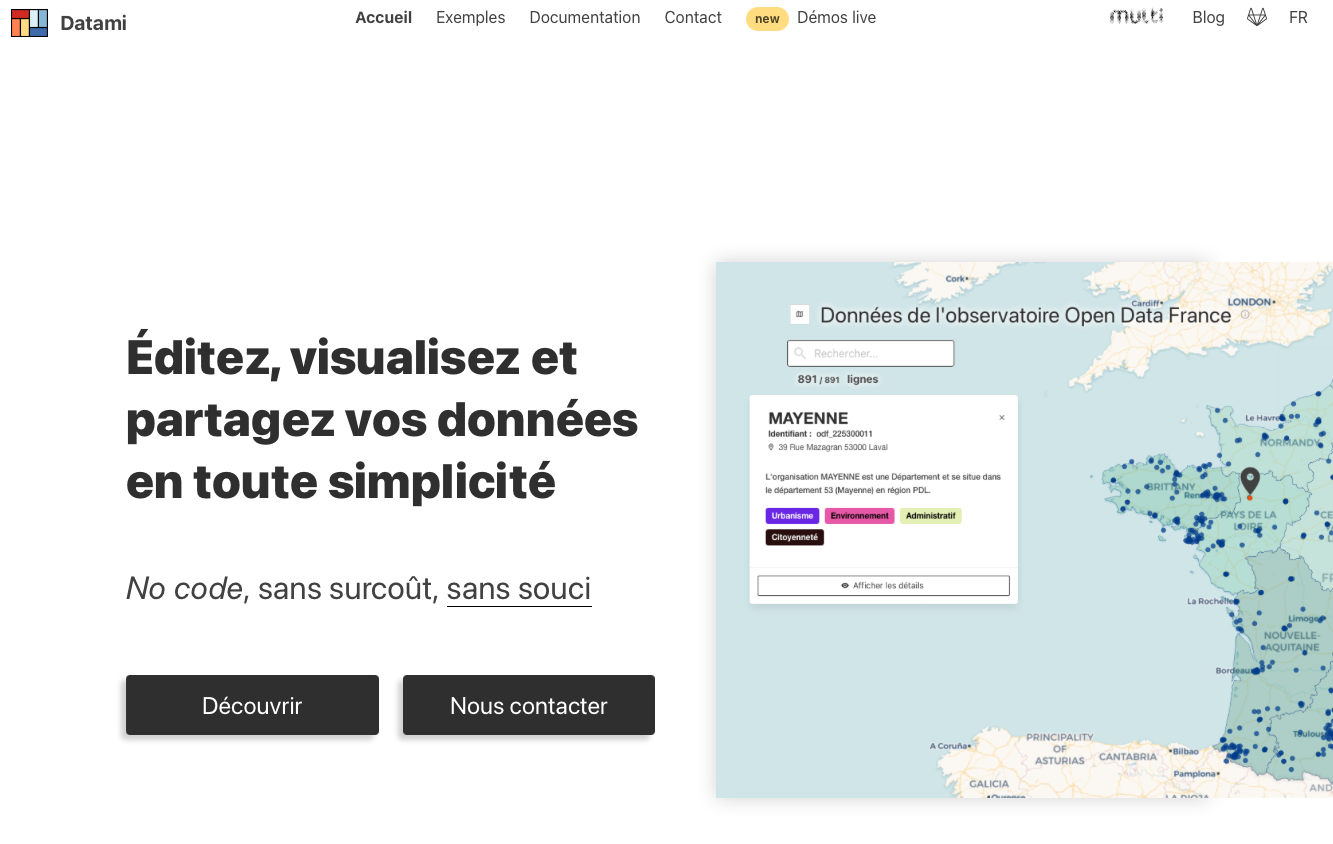 Datami
Accueil Exemples Documentation Contact new Démos live
multi Blog FR
Éditez, visualisez et
partagez vos données
en toute simplicité
No code, sans surcoût, sans souci
Découvrir Nous contacter
Cork
Cardiff
LONDON
Données de l'observatoire Open Data France
Rechercher...
891 / 891 lignes
MAYENNE
×
Identifiant : odf_225300011
39 Rue Mazagran 53000 Laval
L'organisation MAYENNE est une Département et se situe dans
le département 53 (Mayenne) en région PDL.
Urbanisme Environnement Administratif
Citoyenneté
Afficher les détails
Le Havre
NORMANDY
BRITTANY
PAYS DE LA
LOIRE
La Rochelle
Limoges
NOUVELLE-
AQUITAINE
Bordeaux
A Coruña
PRINCIPALITY
OF
ASTURIAS
CANTABRIA
Bilbao
Pamplona
GALICIA